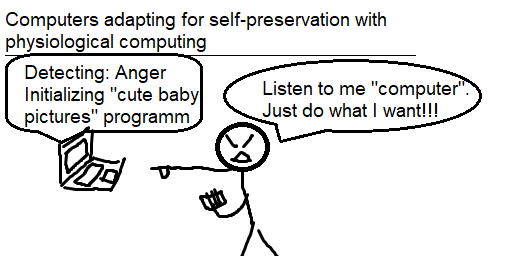 Computers adapting for self-preservation with
physiological computing
Detecting: Anger
Initializing "cute baby
pictures" programm
Listen to me "computer".
Just do what I want!!!